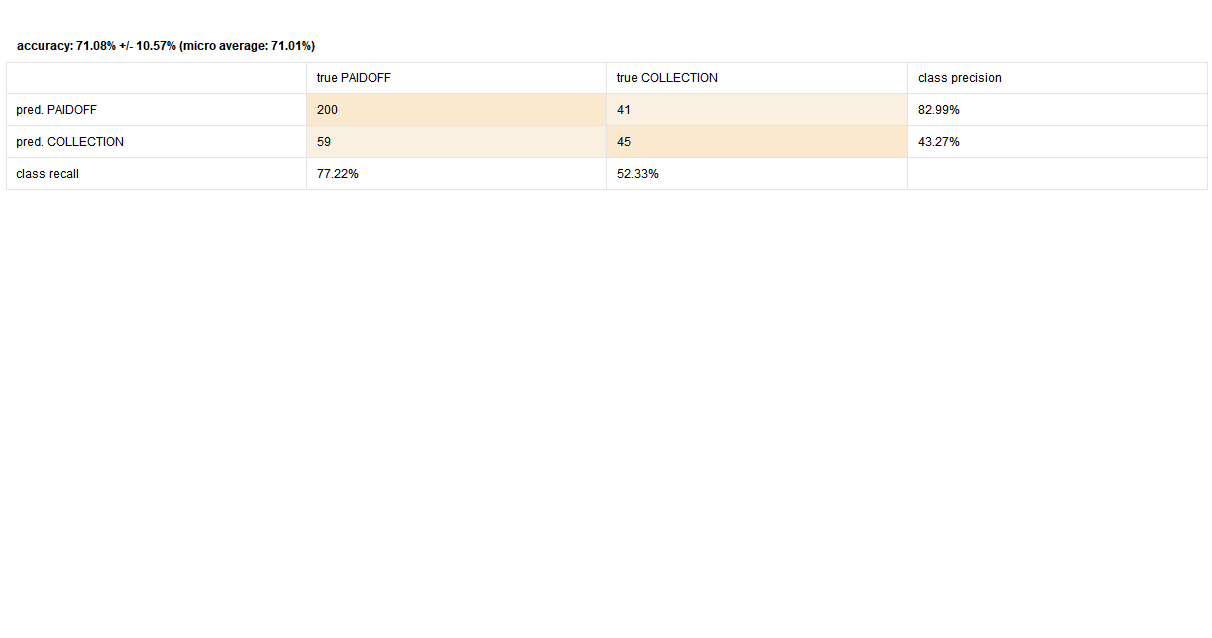 accuracy: 71.08% +/- 10.57% (micro average: 71.01%)
true PAIDOFF true COLLECTION class precision
pred. PAIDOFF 200 41 82.99%
pred. COLLECTION 59 45 43.27%
class recall 77.22% 52.33%